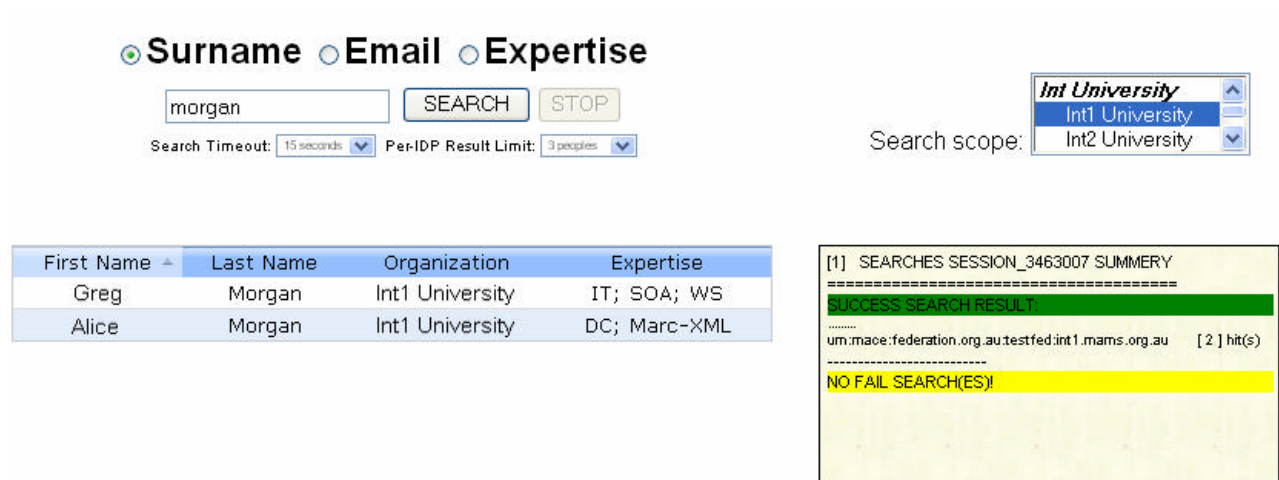 Surname Email Expertise
morgan SEARCH STOP
Search Timeout: 15 seconds Per-IDP Result Limit: 3 peoples
Search scope:
Int University
Int1 University
Int2 University
First Name Last Name Organization Expertise
Greg Morgan Int1 University IT; SOA; WS
Alice Morgan Int1 University DC; Marc-XML
[1] SEARCHES SESSION_3463007 SUMMERY
======================================
SUCCESS SEARCH RESULT:
.........
urn:mace:federation.org.au:testfed:int1.mams.org.au [ 2 ] hit(s)
--------------------------
NO FAIL SEARCH(ES)!